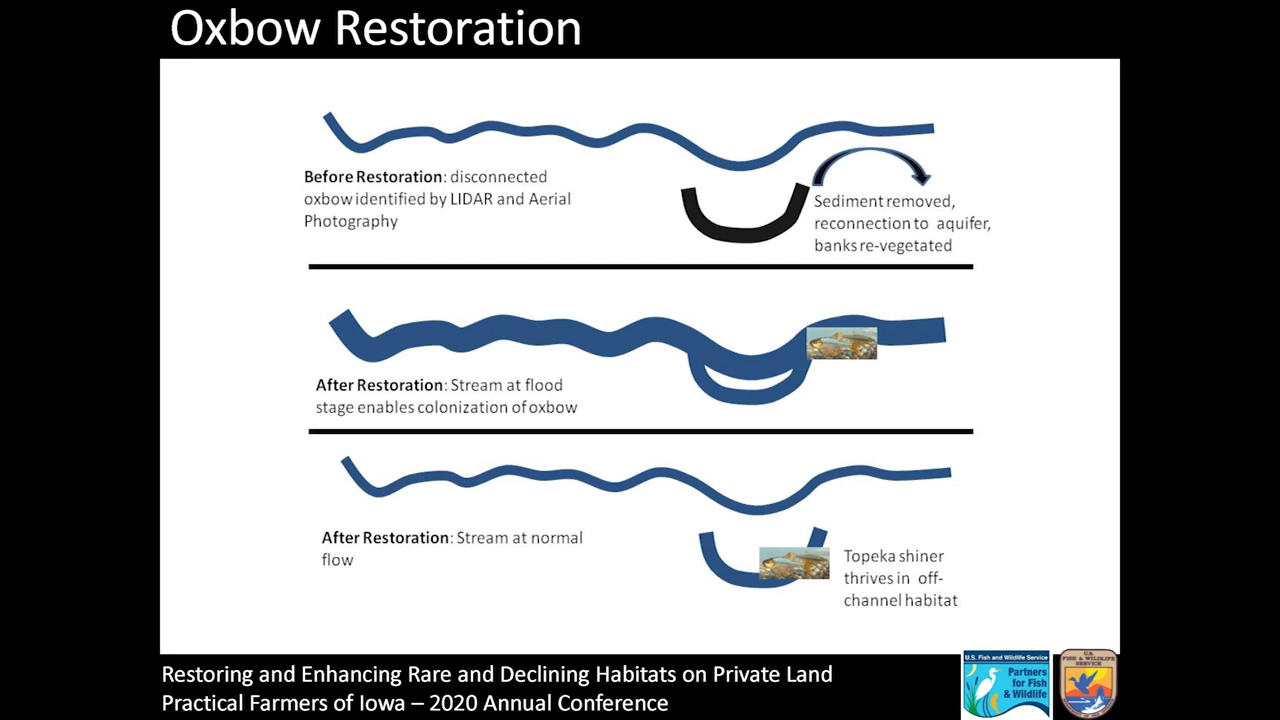 Oxbow Restoration
Before Restoration: disconnected
oxbow identified by LIDAR and Aerial
Photography
Sediment removed,
reconnection to aquifer,
banks re-vegetated
After Restoration: Stream at flood
stage enables colonization of oxbow
After Restoration: Stream at normal
flow
Topeka shiner
thrives in off-
channel habitat
Restoring and Enhancing Rare and Declining Habitats on Private Land
Practical Farmers of Iowa – 2020 Annual Conference
U.S. Fish and Wildlife Service
Partners
for Fish
& Wildlife
U.S.
FISH & WILDLIFE
SERVICE